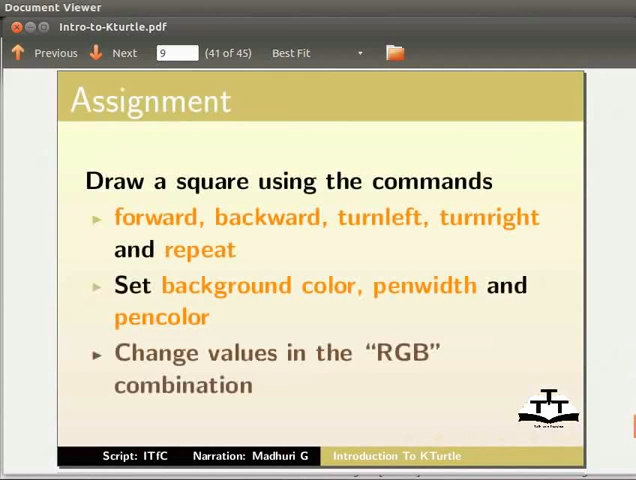 Document Viewer
Intro-to-Kturtle.pdf
Previous Next 9 (41 of 45) Best Fit
Assignment
Draw a square using the commands
forward, backward, turnleft, turnright
and repeat
Set background color, penwidth and
pencolor
Change values in the “RGB”
combination
Script: ITfC Narration: Madhuri G Introduction To KTurtle